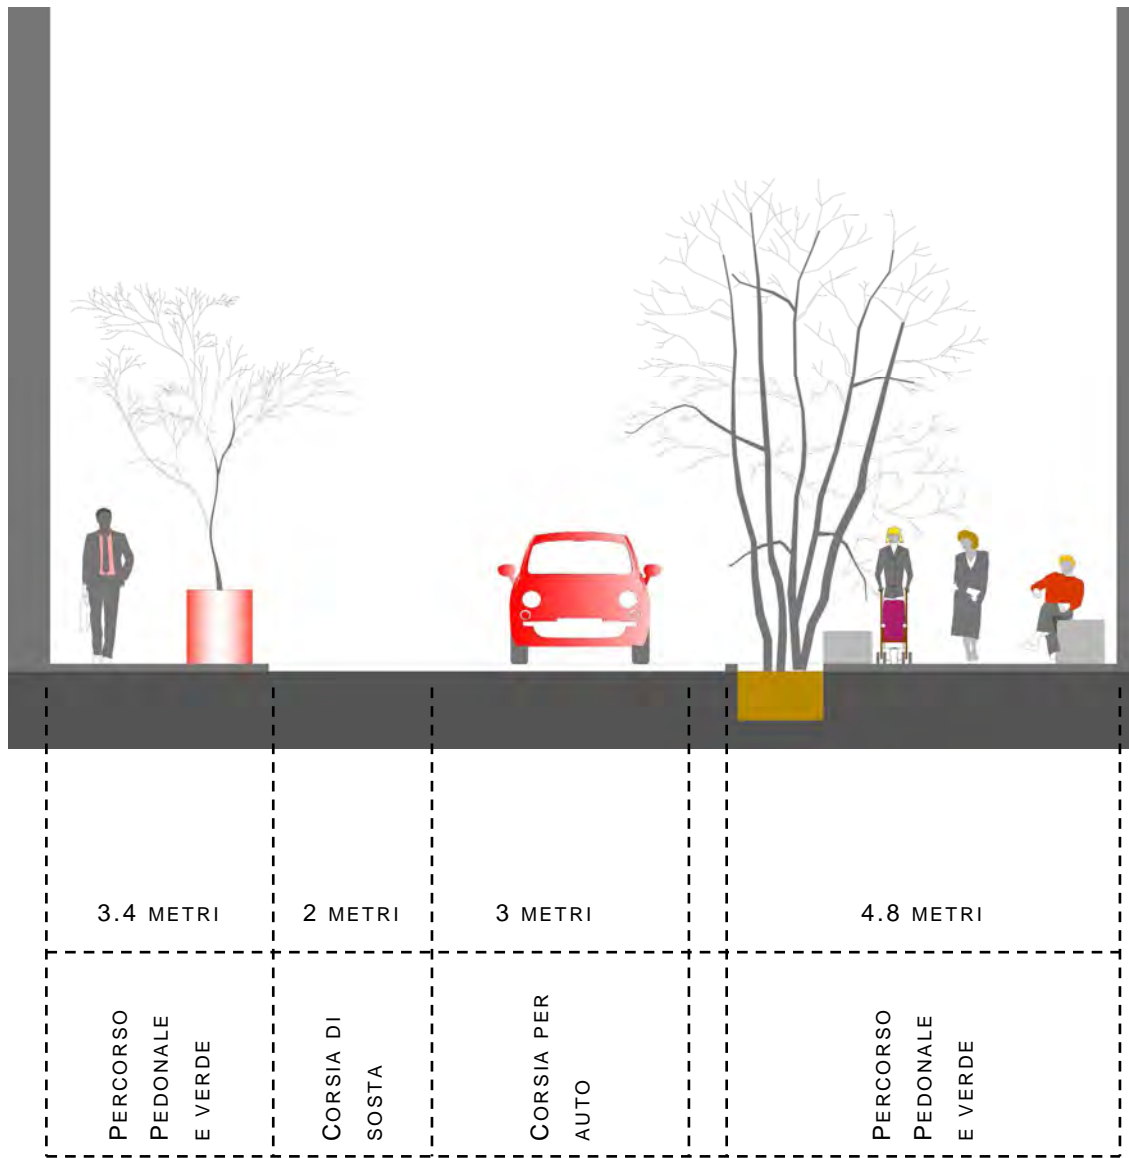 3.4 METRI
2 METRI
3 METRI
4.8 METRI
PERCORSO
PEDONALE
E VERDE
CORSIA DI
SOSTA
CORSIA PER
AUTO
PERCORSO
PEDONALE
E VERDE